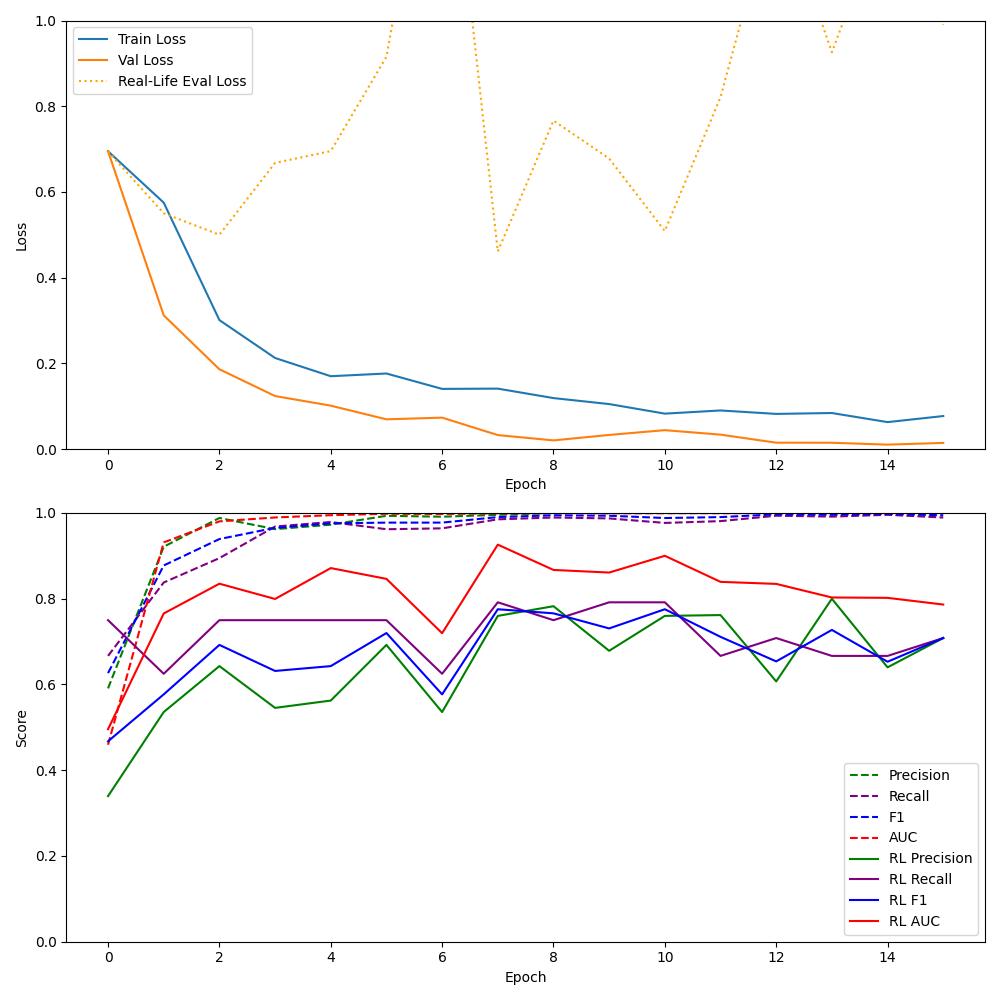 1.0
0.8
0.6
0.4
0.2
0.0
Loss
Train Loss
Val Loss
Real-Life Eval Loss
0 2 4 6 8 10 12 14
Epoch
1.0
0.8
0.6
0.4
0.2
0.0
Score
Precision
Recall
F1
AUC
RL Precision
RL Recall
RL F1
RL AUC
0 2 4 6 8 10 12 14
Epoch